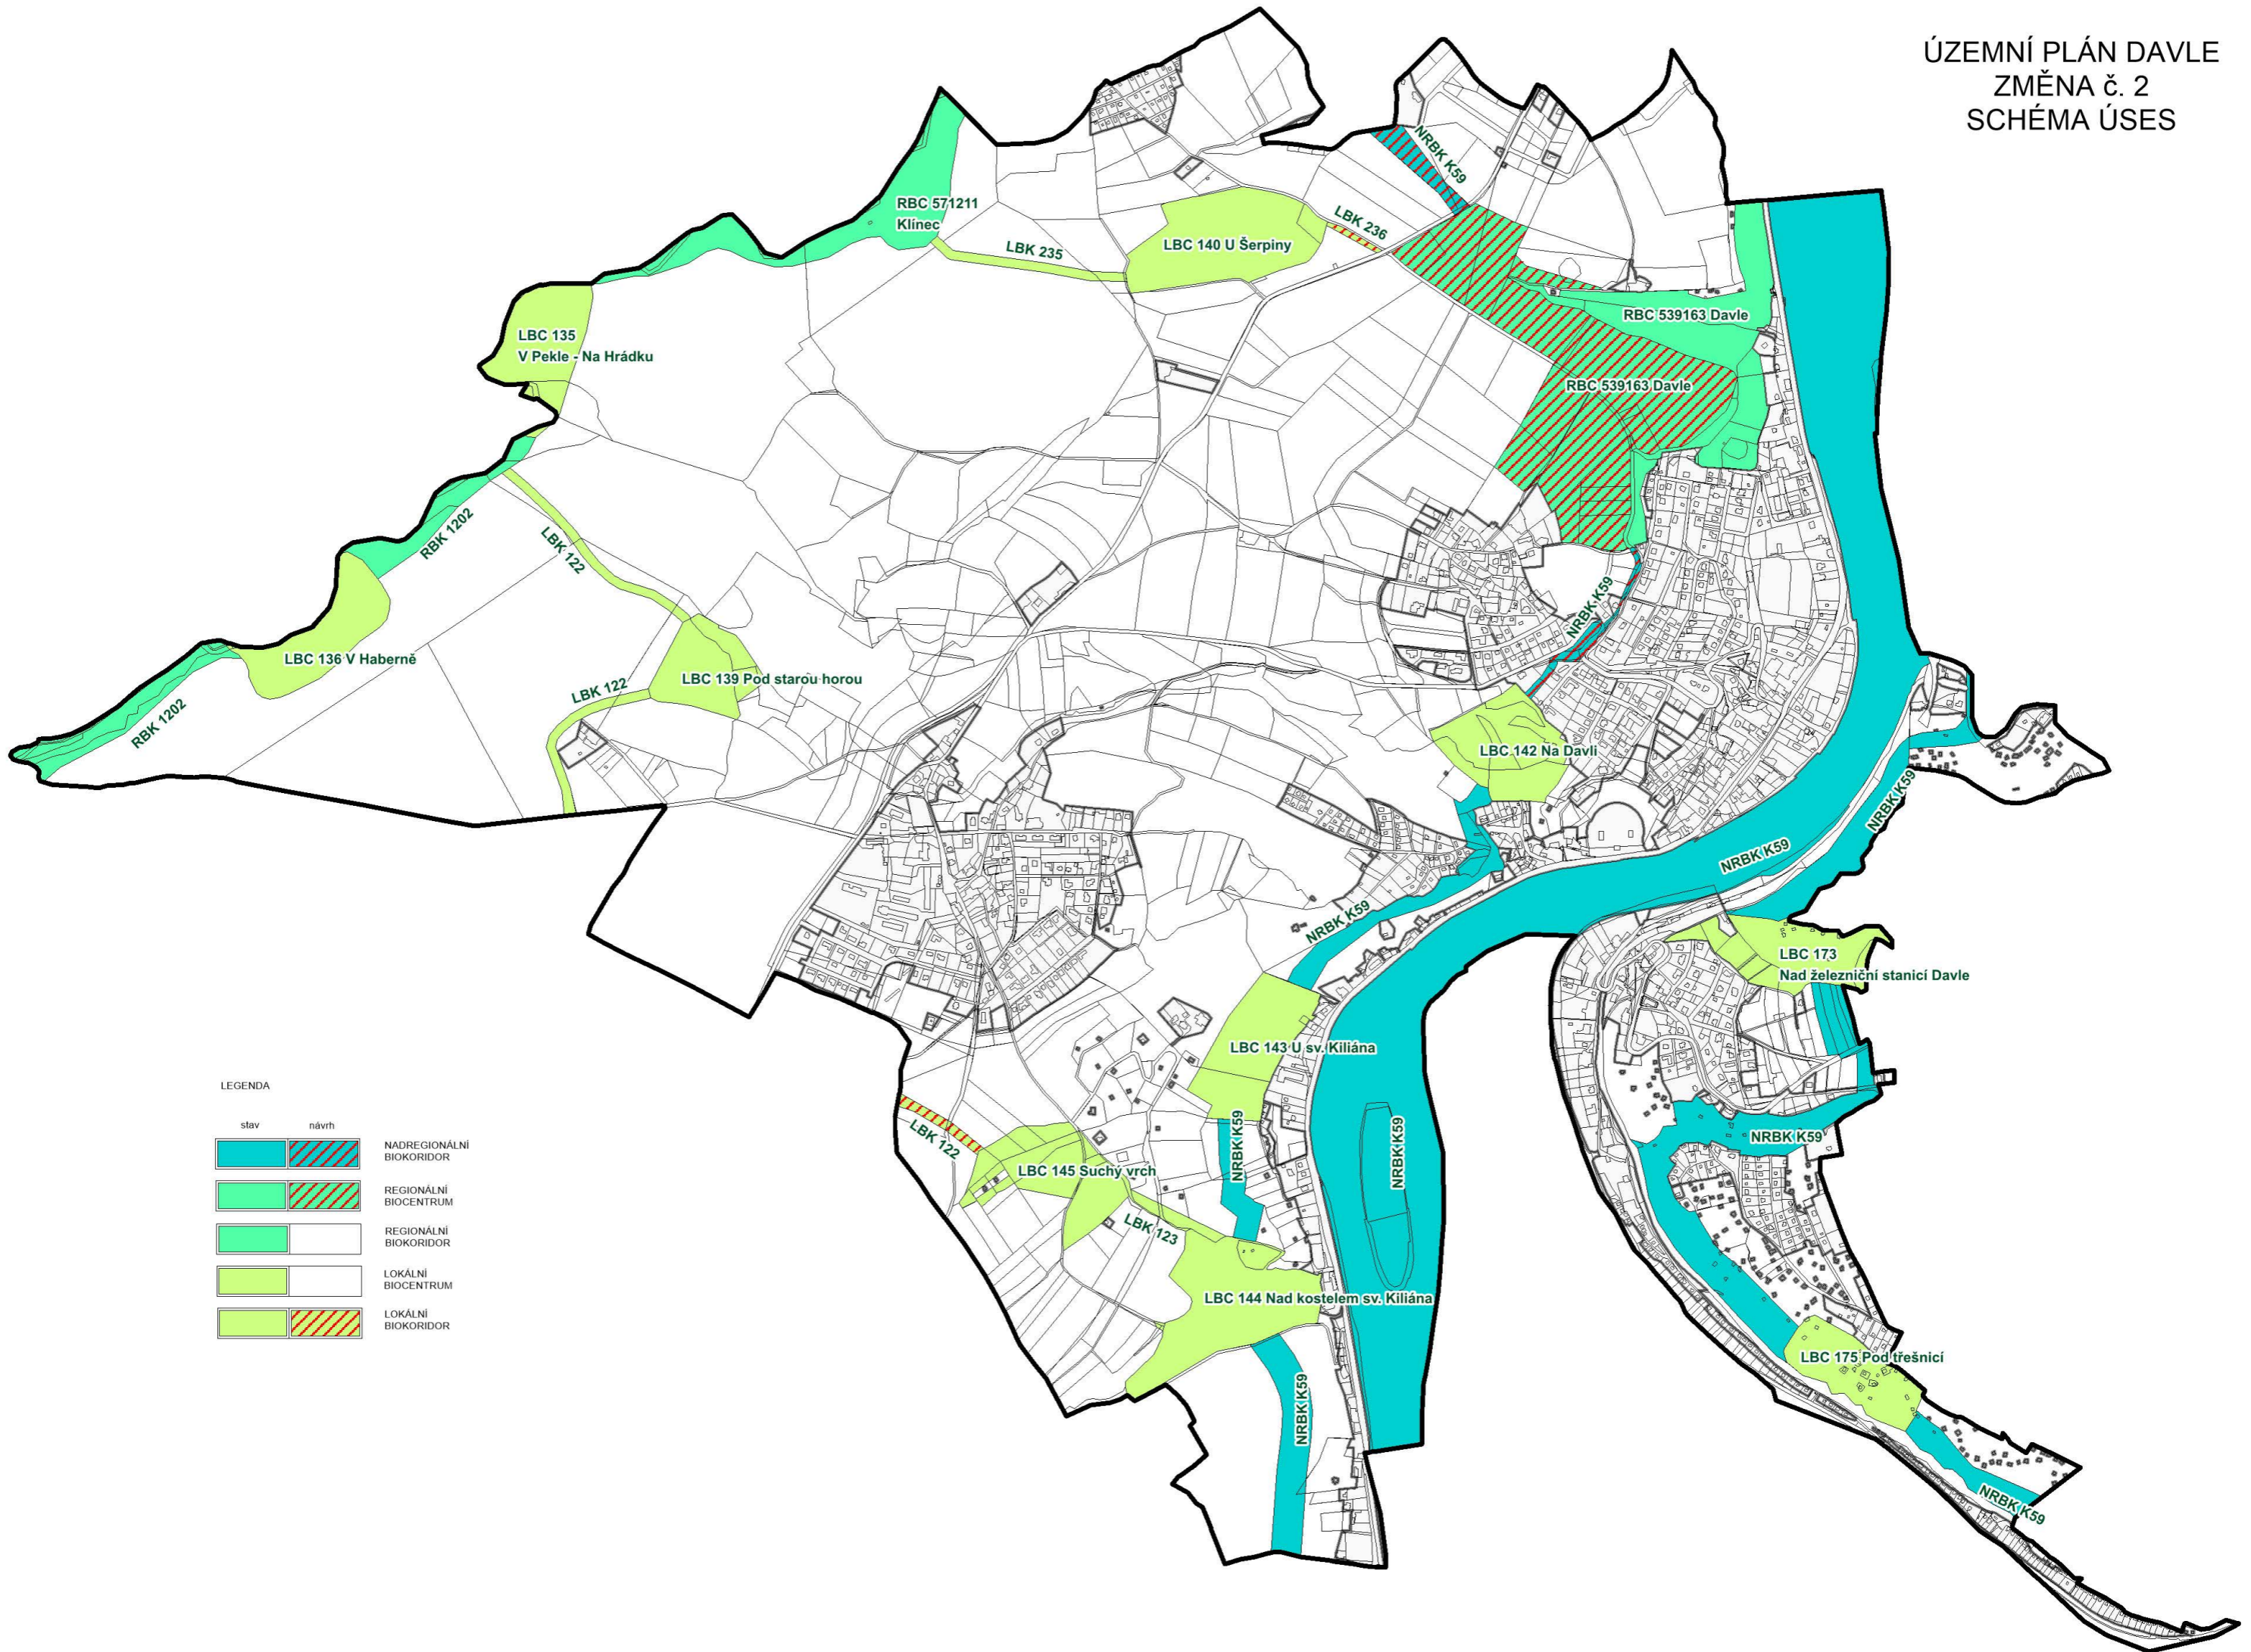 ÚZEMNÍ PLÁN DAVLE
ZMĚNA č. 2
SCHÉMA ÚSES
NRBK K59
RBC 571211
Klínec
LBK 235
LBC 140 U Šerpiny
LBK 236
RBC 539163 Davle
LBC 135
V Pekle - Na Hrádku
RBC 539163 Davle
RBK 1202
LBK 122
NRBK K59
LBC 136 V Haberně
LBC 139 Pod starou horou
LBK 122
RBK 1202
LBC 142 Na Davli
NRBK K59
NRBK K59
NRBK K59
LBC 173
Nad železniční stanicí Davle
LBC 143 U sv. Kiliána
LBK 122
NRBK K59
NRBK K59
NRBK K59
LBC 145 Suchý vrch
LBK 123
LBC 144 Nad kostelem sv. Kiliána
LBC 175 Pod třešnicí
NRBK K59
NRBK K59
LEGENDA
stav návrh
NADREGIONÁLNÍ
BIOKORIDOR
REGIONÁLNÍ
BIOCENTRUM
REGIONÁLNÍ
BIOKORIDOR
LOKÁLNÍ
BIOCENTRUM
LOKÁLNÍ
BIOKORIDOR